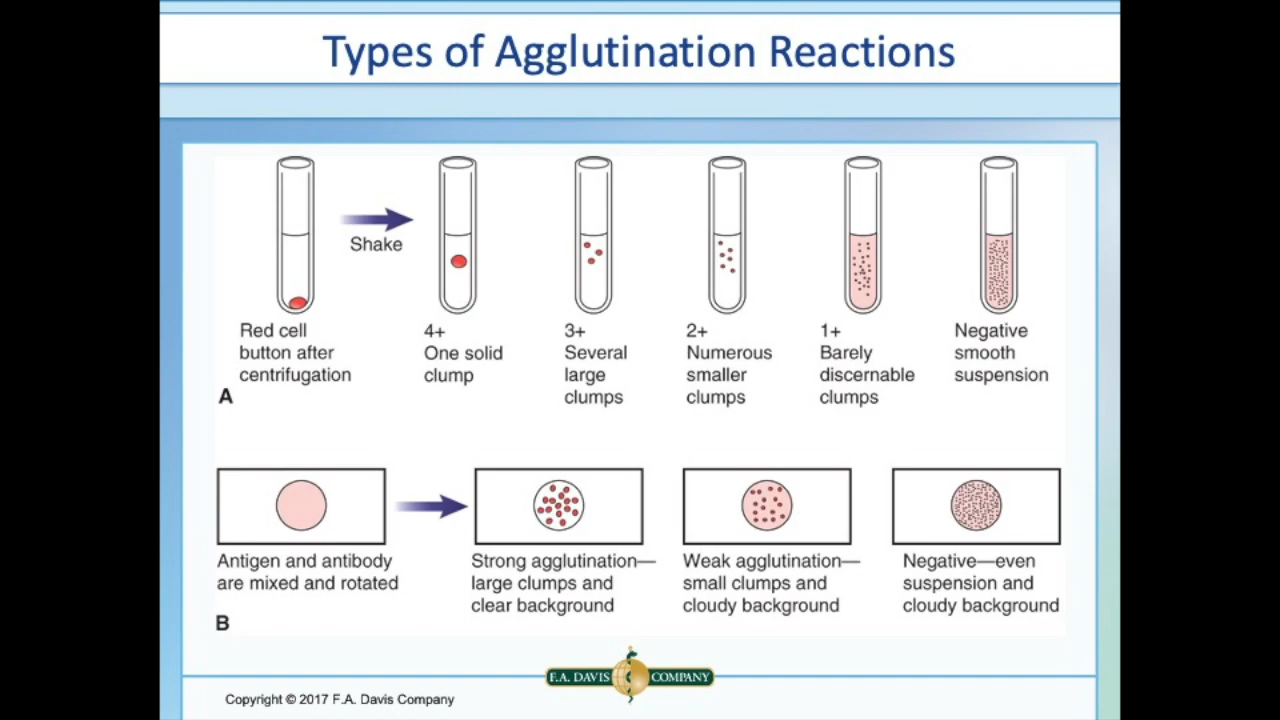 Types of Agglutination Reactions
Shake
Red cell
button after
centrifugation
4+
One solid
clump
3+
Several
large
clumps
2+
Numerous
smaller
clumps
1+
Barely
discernable
clumps
Negative
smooth
suspension
A
Antigen and antibody
are mixed and rotated
Strong agglutination—
large clumps and
clear background
Weak agglutination—
small clumps and
cloudy background
Negative—even
suspension and
cloudy background
B
F.A. DAVIS COMPANY
Copyright © 2017 F.A. Davis Company